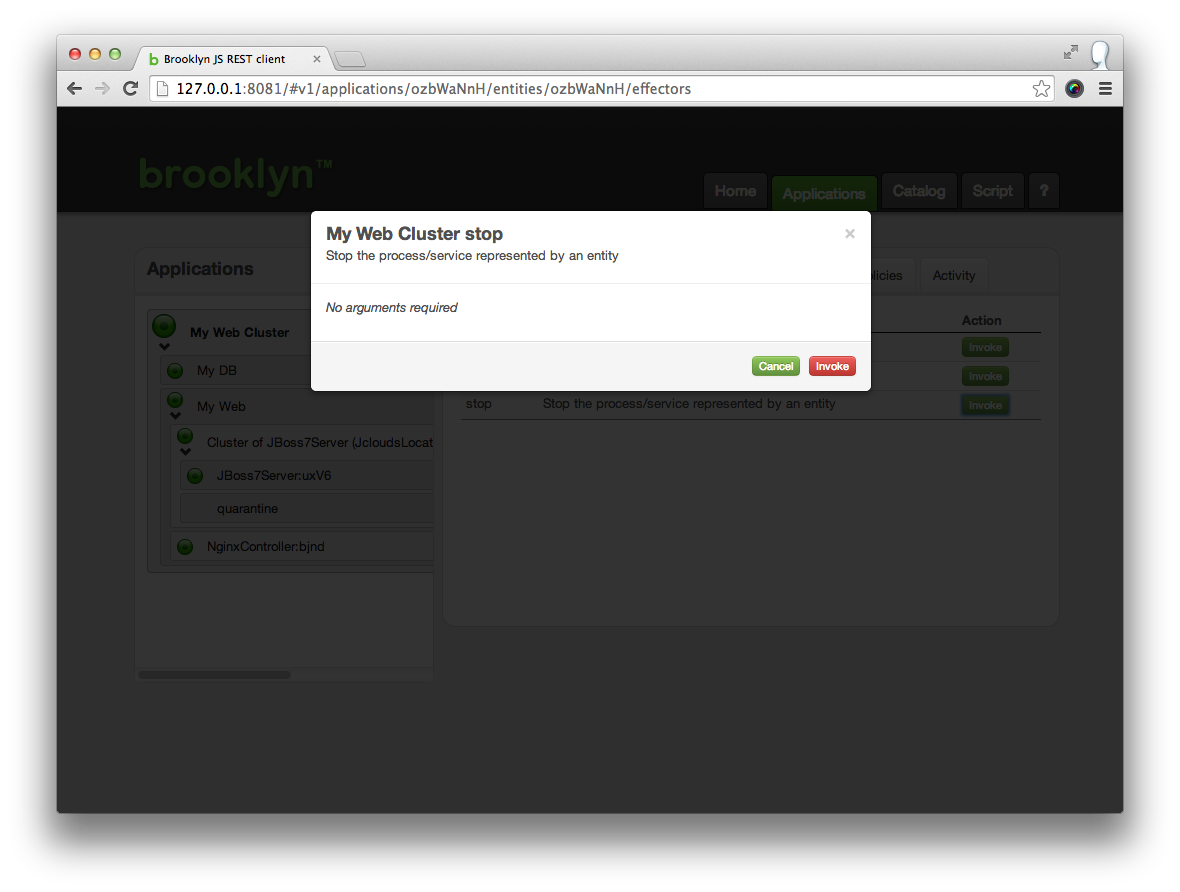 Brooklyn JS REST client
127.0.0.1:8081/#v1/applications/ozbWaNnH/entities/ozbWaNnH/effectors
brooklyn™
Home
Applications
Catalog
Script
?
My Web Cluster stop
Stop the process/service represented by an entity
No arguments required
Cancel
Invoke
Applications
My Web Cluster
My DB
My Web
Cluster of JBoss7Server (JcloudsLocat
JBoss7Server:uxV6
quarantine
NginxController:bjnd
licies
Activity
Action
Invoke
Invoke
stop Stop the process/service represented by an entity Invoke